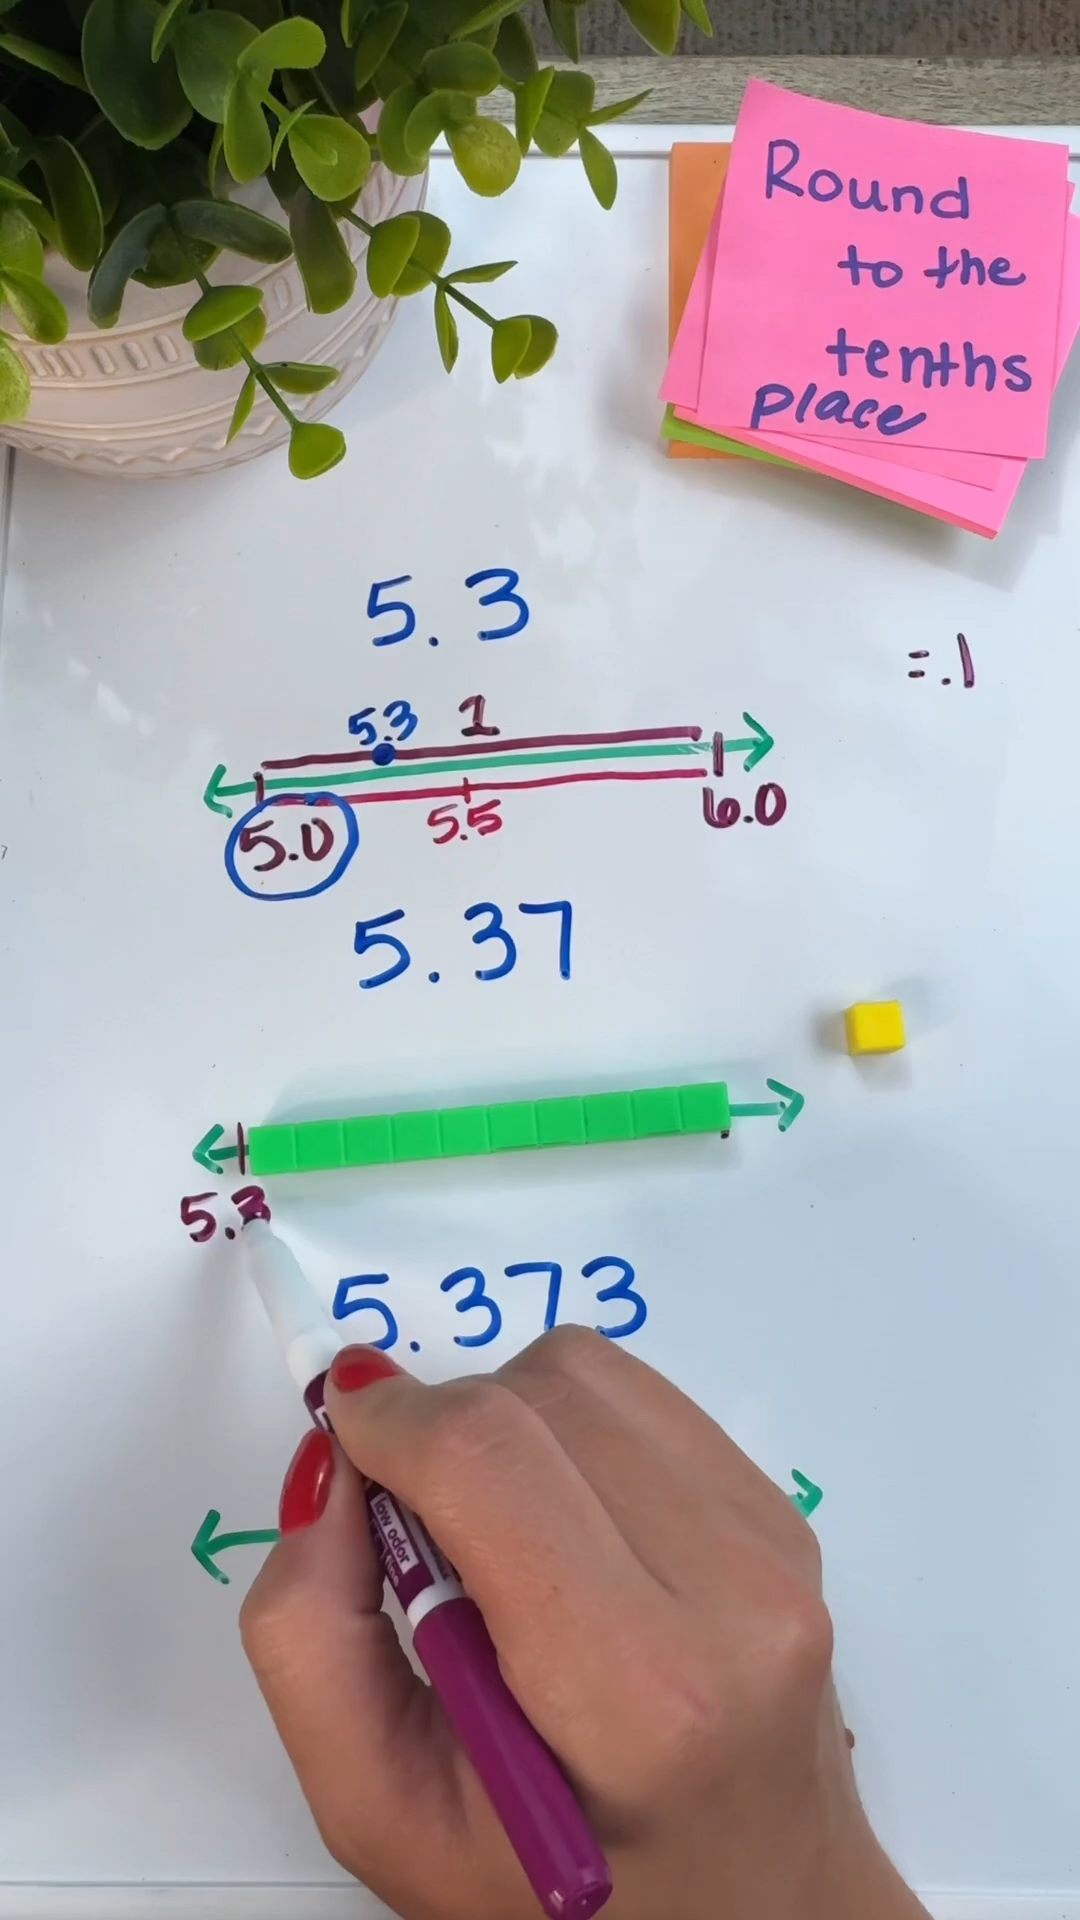 Round
to the
tenths
place
5.3
=.1
5.3 1
5.0 5.5 6.0
5.37
5.3
5.373
low odor